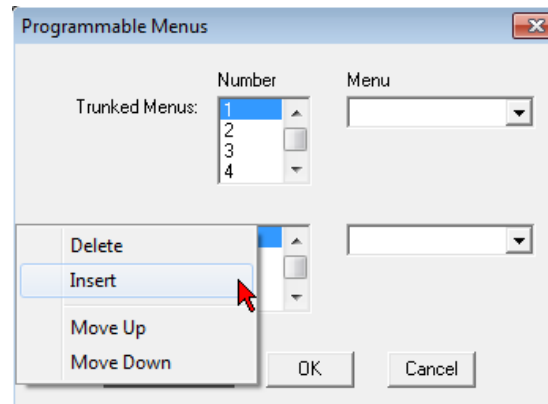 Programmable Menus
Number Menu
Trunked Menus:
1
2
3
4
Delete
Insert
Move Up
Move Down
OK Cancel